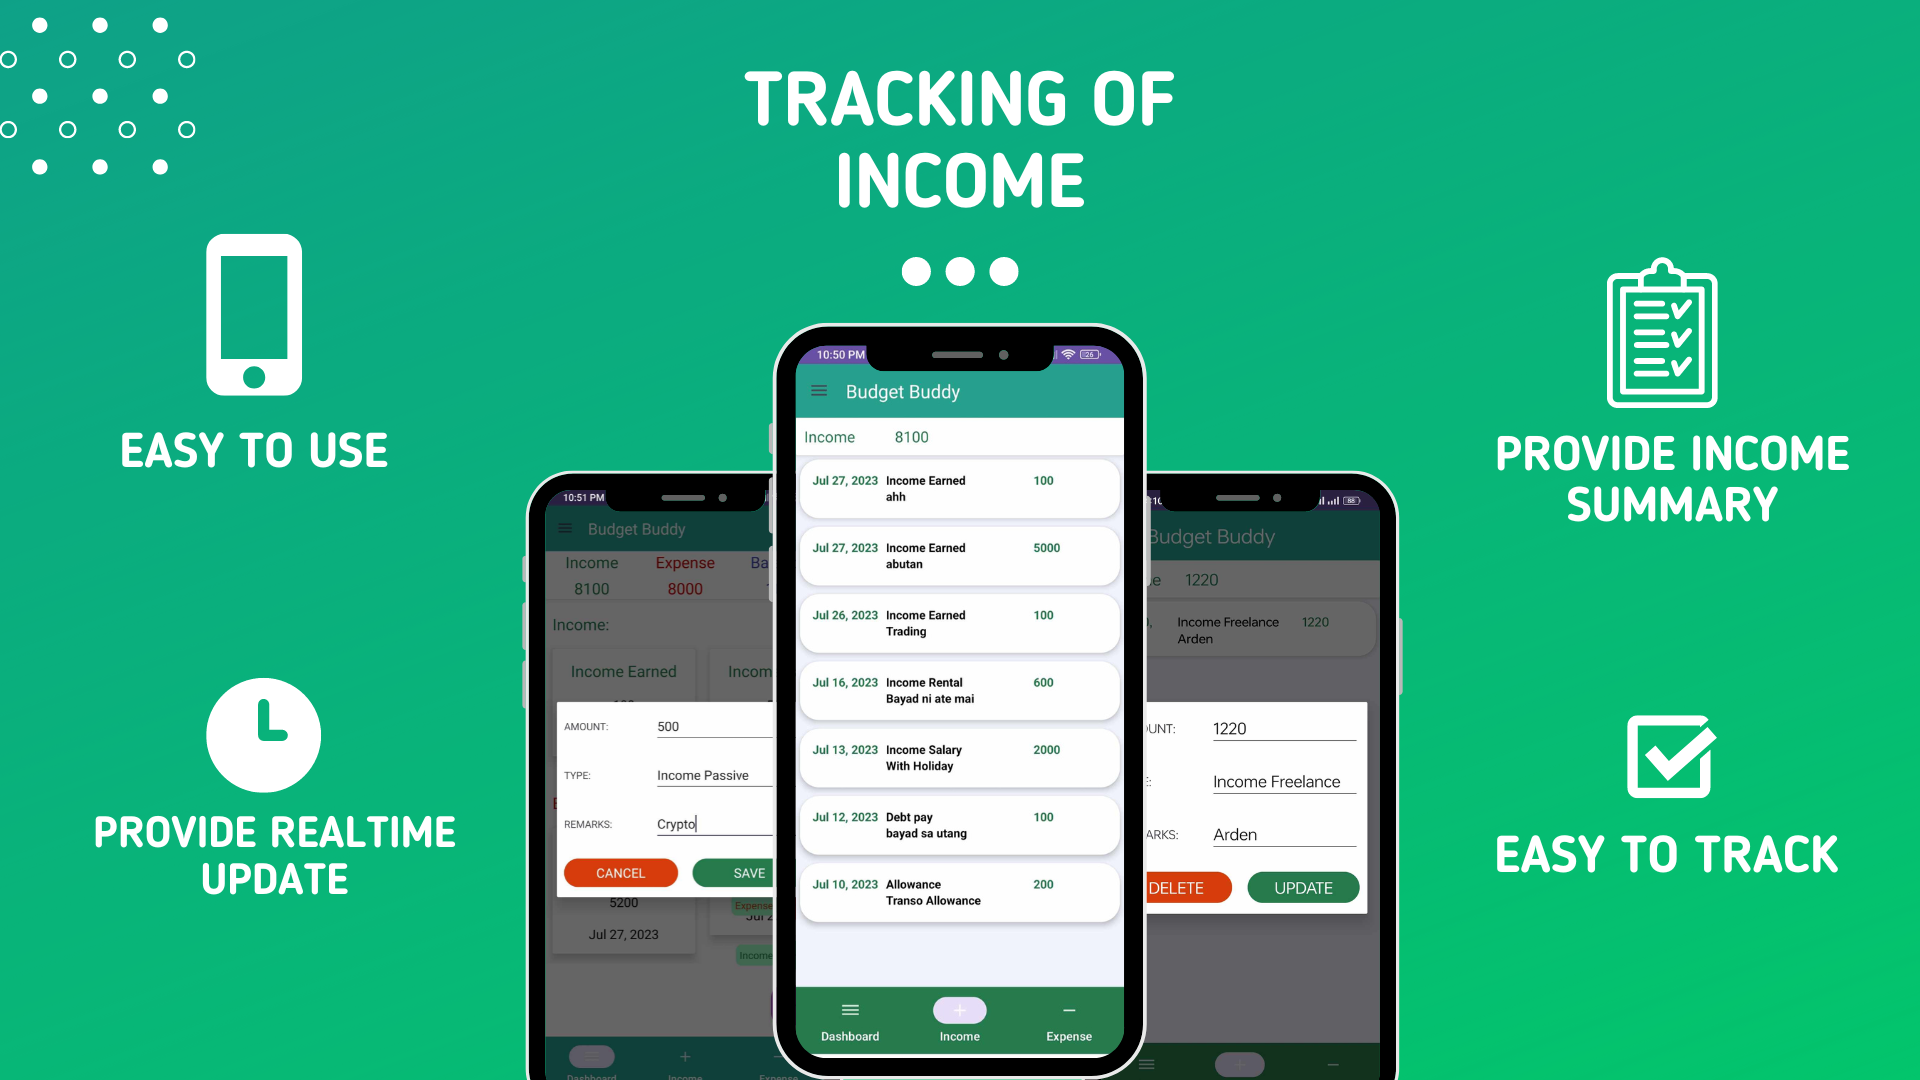 TRACKING OF
INCOME
EASY TO USE
PROVIDE REALTIME
UPDATE
PROVIDE INCOME
SUMMARY
EASY TO TRACK
10:51 PM
Budget Buddy
Income Expense Ba
8100 8000
Income:
Income Earned Incom
AMOUNT: 500
TYPE: Income Passive
REMARKS: Crypto
CANCEL SAVE
5200
Expense
Jul 27, 2023
Income
Dashboard Income Expense
10:50 PM 26
Budget Buddy
Income 8100
Jul 27, 2023 Income Earned 100
ahh
Jul 27, 2023 Income Earned 5000
abutan
Jul 26, 2023 Income Earned 100
Trading
Jul 16, 2023 Income Rental 600
Bayad ni ate mai
Jul 13, 2023 Income Salary 2000
With Holiday
Jul 12, 2023 Debt pay 100
bayad sa utang
Jul 10, 2023 Allowance 200
Transo Allowance
Dashboard Income Expense
88
Budget Buddy
e 1220
Income Freelance 1220
Arden
UNT: 1220
Income Freelance
ARKS: Arden
DELETE UPDATE